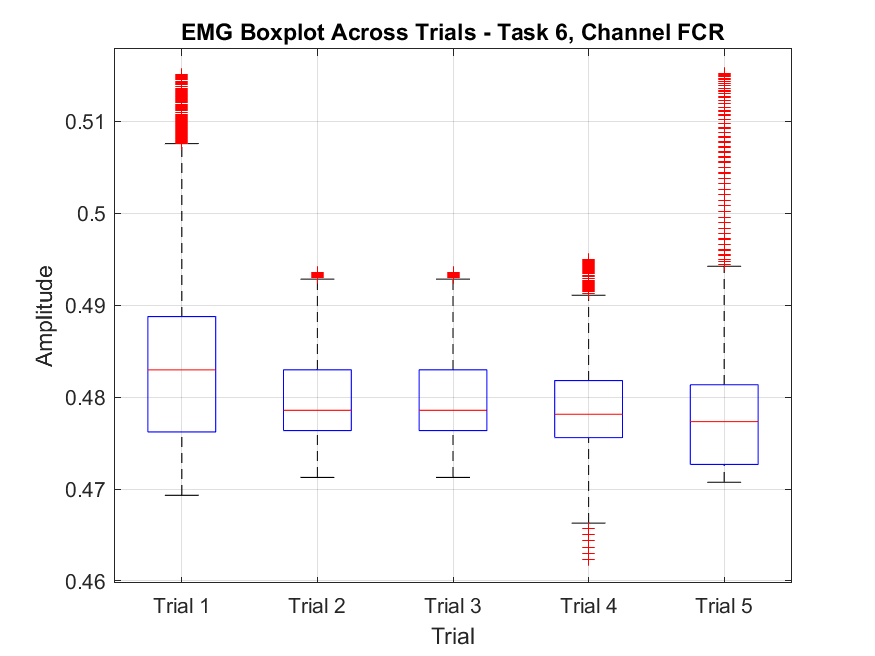 EMG Boxplot Across Trials - Task 6, Channel FCR
0.51
0.5
0.49
0.48
0.47
0.46
Amplitude
Trial 1
Trial 2
Trial 3
Trial 4
Trial 5
Trial